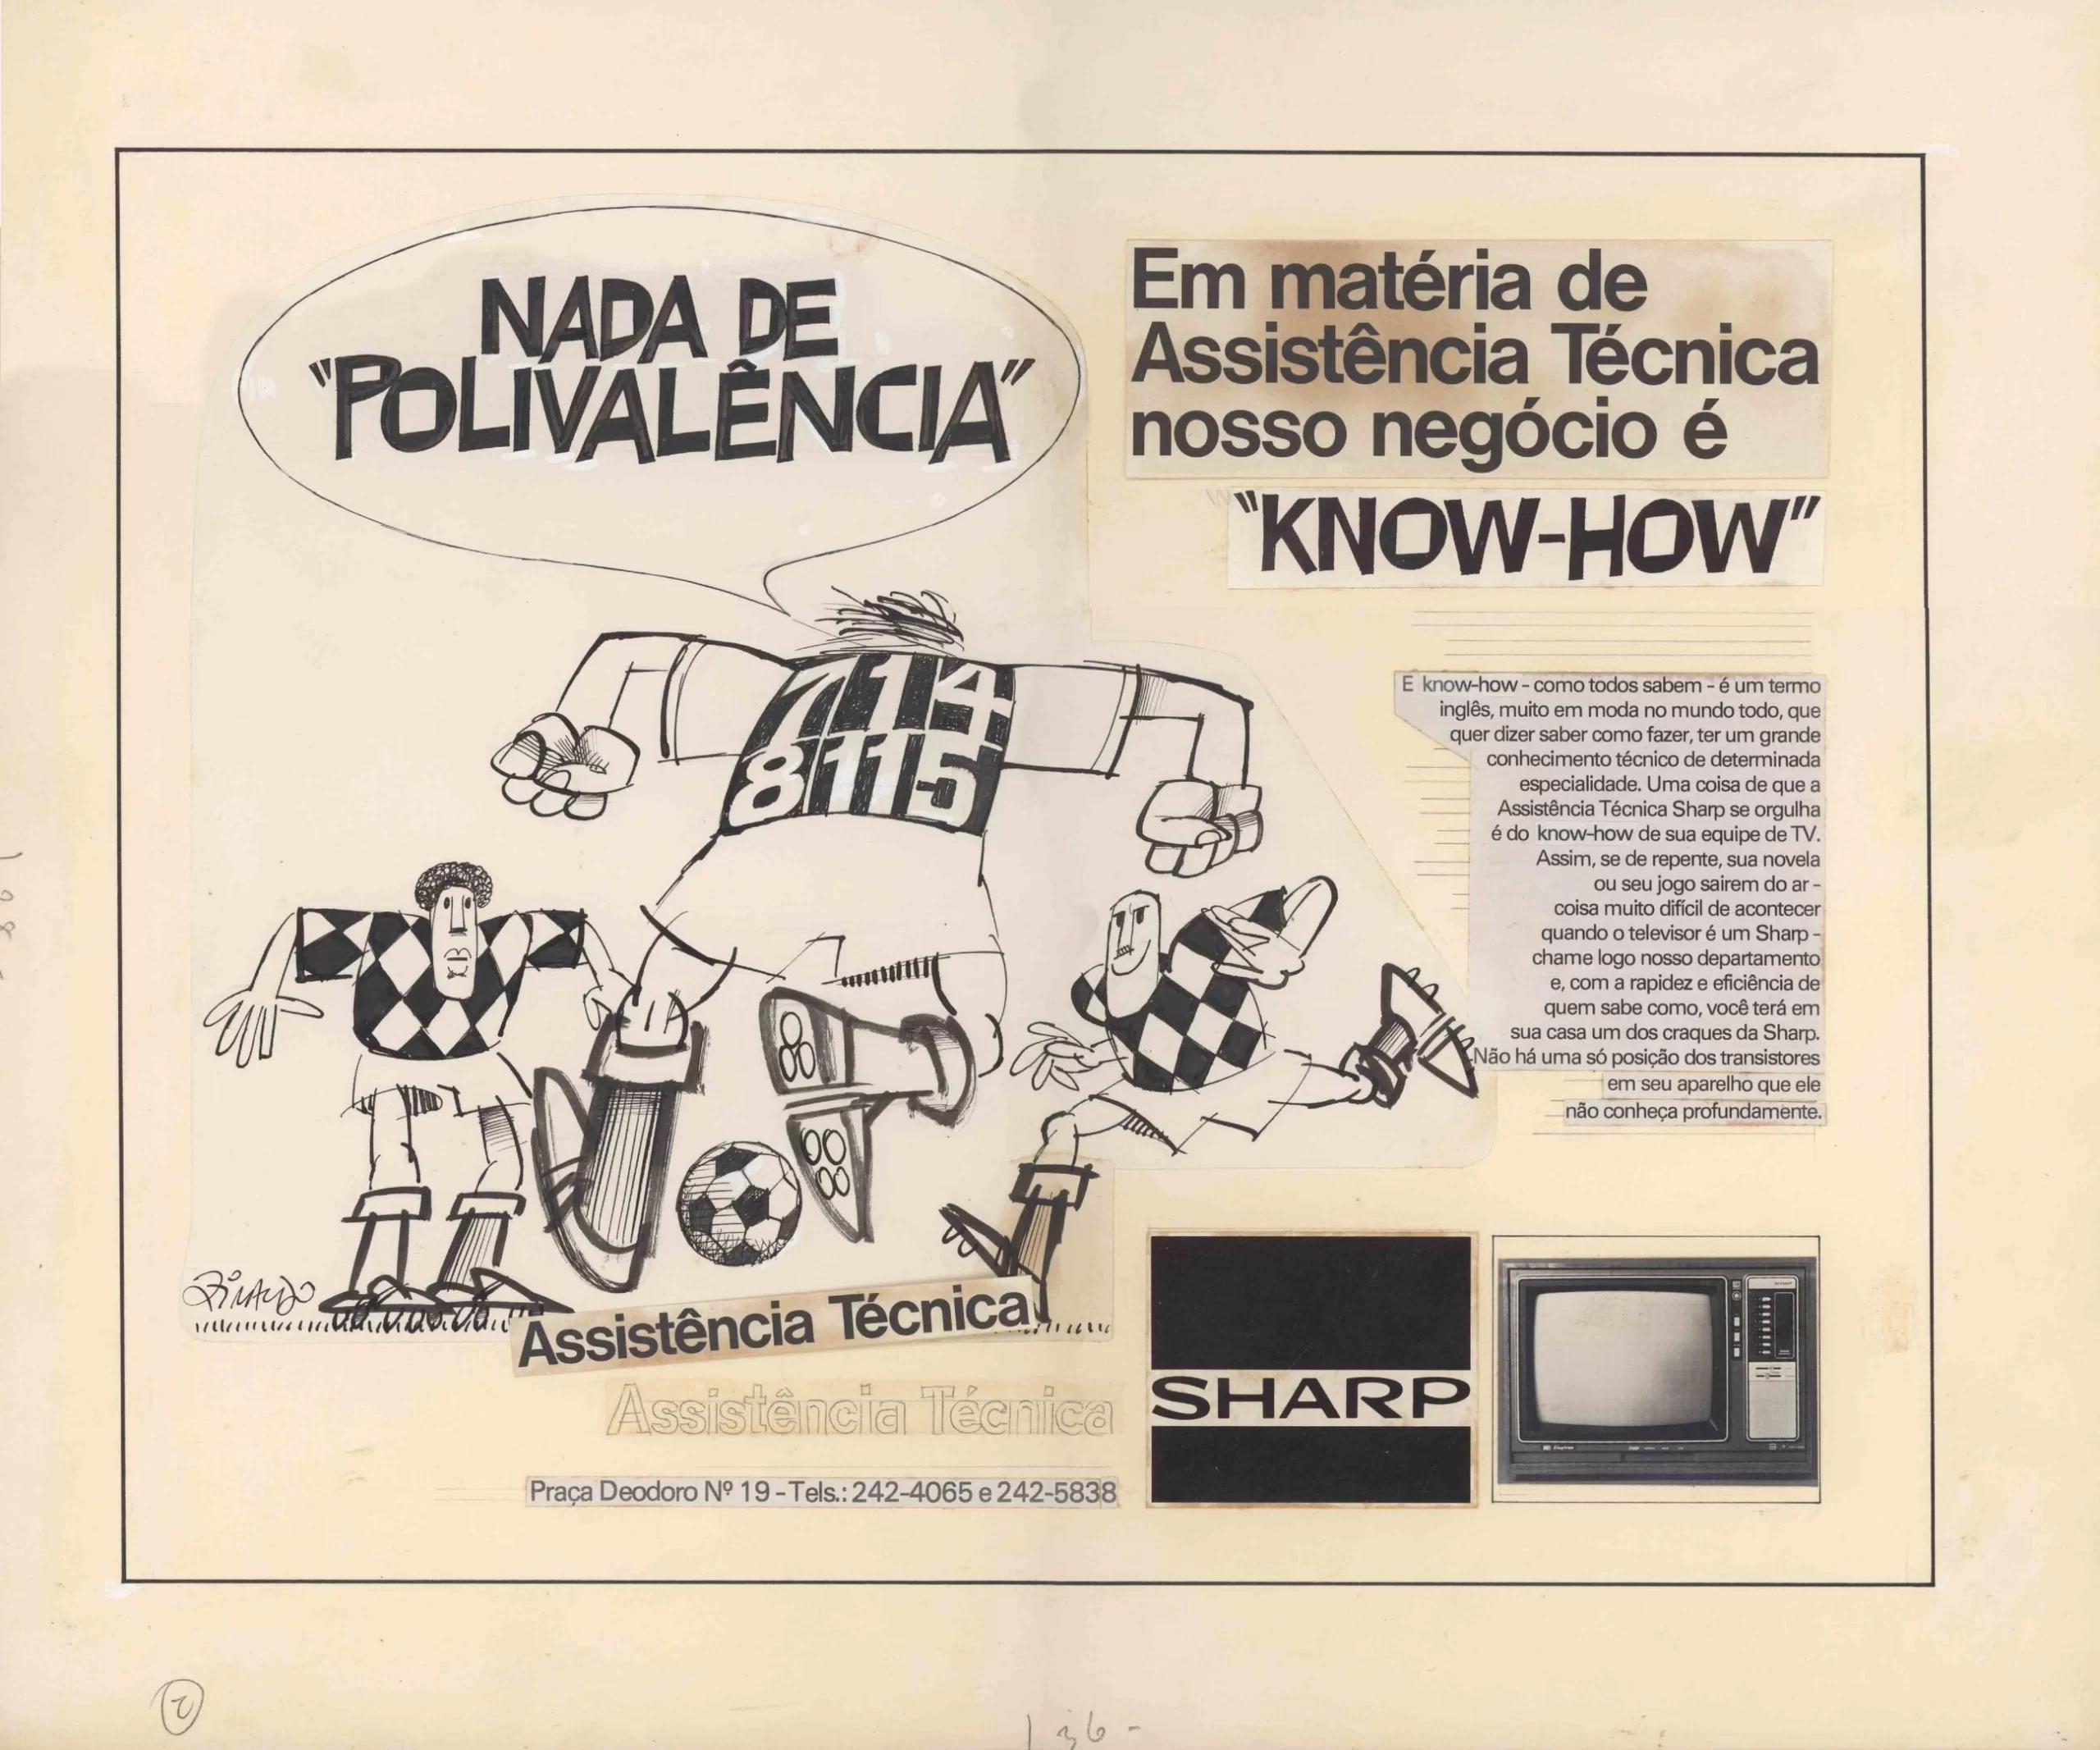 NADA DE
"POLIVALÊNCIA"
Em matéria de
Assistência Técnica
nosso negócio é
"KNOW-HOW"
7 1 4
8 11 5
E know-how - como todos sabem - é um termo
inglês, muito em moda no mundo todo, que
quer dizer saber como fazer, ter um grande
conhecimento técnico de determinada
especialidade. Uma coisa de que a
Assistência Técnica Sharp se orgulha
é do know-how de sua equipe de TV.
Assim, se de repente, sua novela
ou seu jogo sairem do ar -
coisa muito difícil de acontecer
quando o televisor é um Sharp -
chame logo nosso departamento
e, com a rapidez e eficiência de
quem sabe como, você terá em
sua casa um dos craques da Sharp.
Não há uma só posição dos transistores
em seu aparelho que ele
não conheça profundamente.
ZIRALDO
Assistência Técnica
Assistência Técnica
Praça Deodoro Nº 19 - Tels.: 242-4065 e 242-5838
SHARP
2
136-